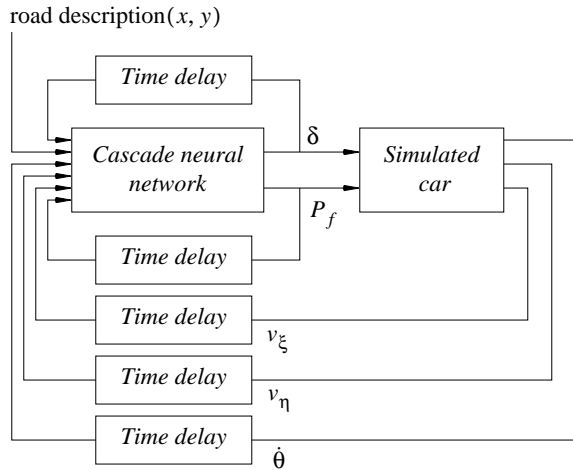 road description(x, y)
Time delay
δ
Cascade neural
network
Simulated
car
P_f
Time delay
Time delay
v_ξ
Time delay
v_η
Time delay
θ̇